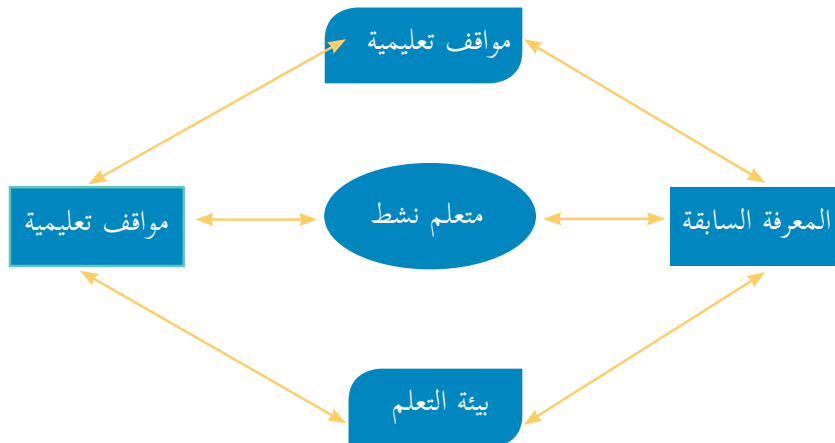 مواقف تعليمية
المعرفة السابقة
متعلم نشط
مواقف تعليمية
بيئة التعلم